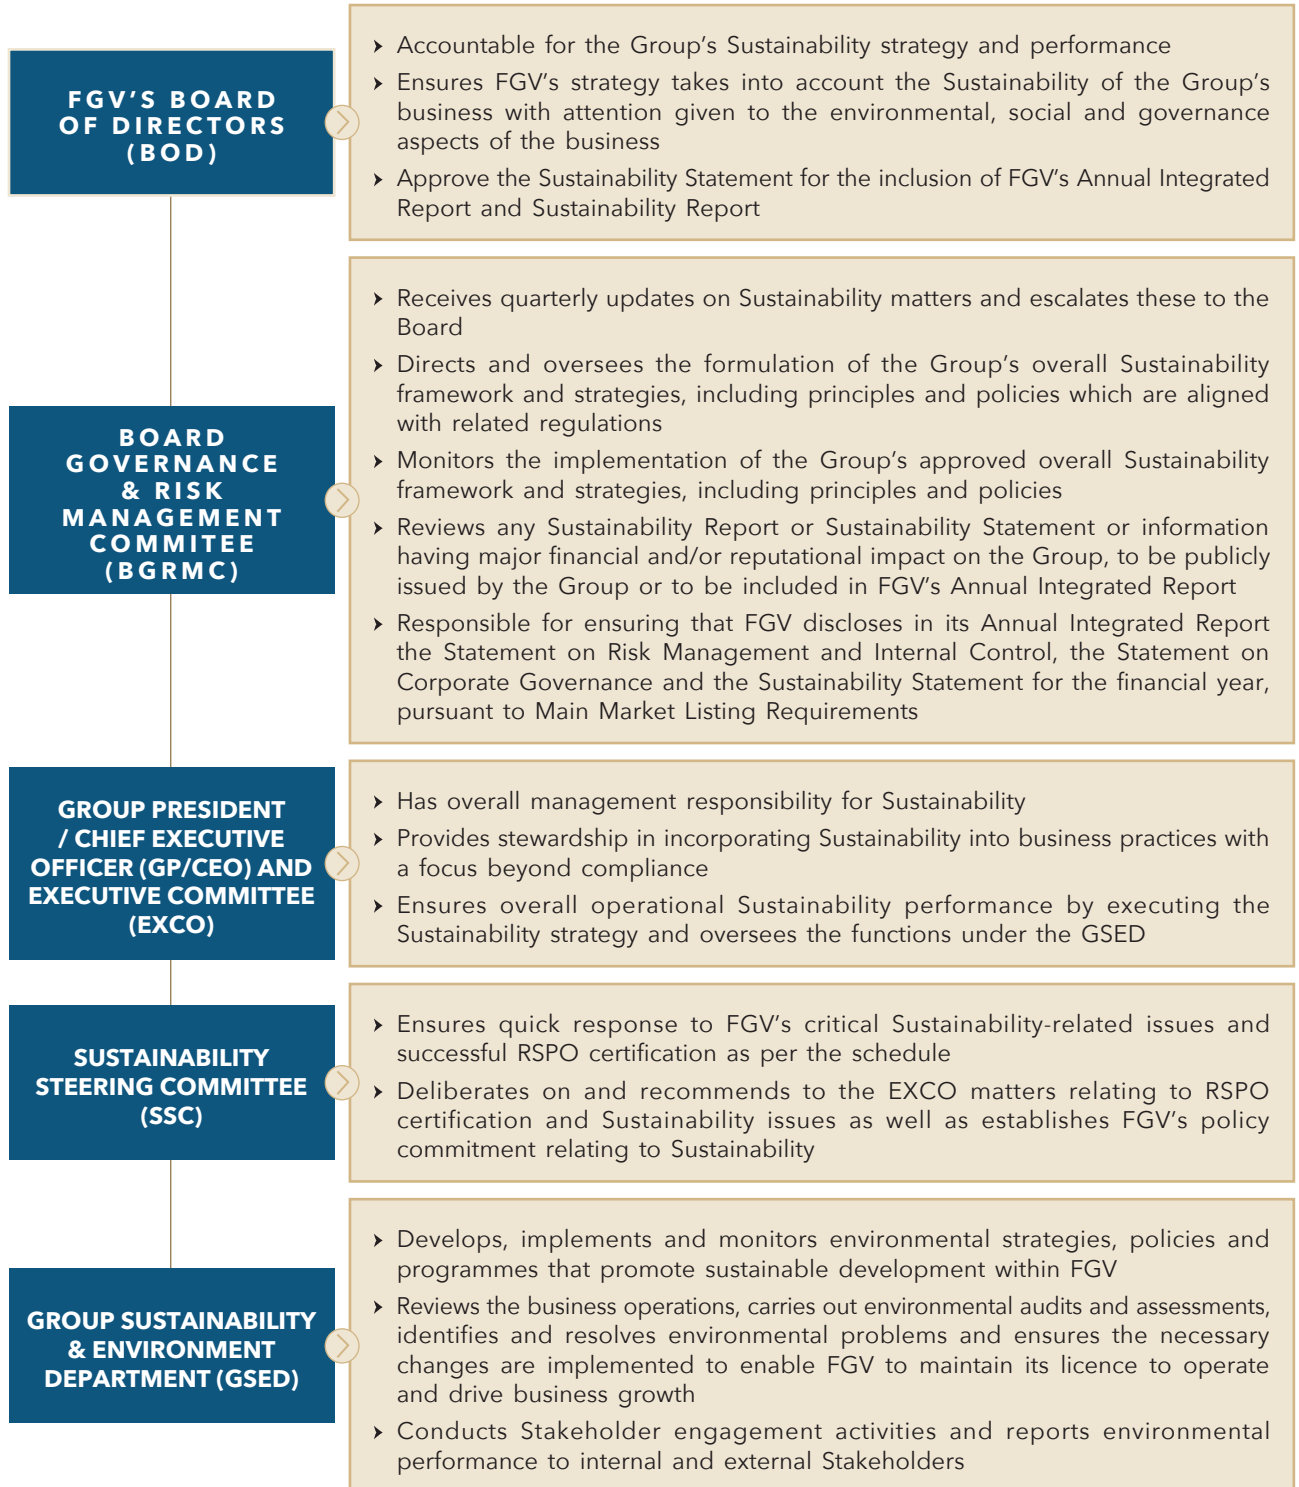 FGV'S BOARD
OF DIRECTORS
(BOD)
Accountable for the Group's Sustainability strategy and performance
Ensures FGV's strategy takes into account the Sustainability of the Group's
business with attention given to the environmental, social and governance
aspects of the business
Approve the Sustainability Statement for the inclusion of FGV's Annual Integrated
Report and Sustainability Report
BOARD
GOVERNANCE
& RISK
MANAGEMENT
COMMITEE
(BGRMC)
Receives quarterly updates on Sustainability matters and escalates these to the
Board
Directs and oversees the formulation of the Group's overall Sustainability
framework and strategies, including principles and policies which are aligned
with related regulations
Monitors the implementation of the Group's approved overall Sustainability
framework and strategies, including principles and policies
Reviews any Sustainability Report or Sustainability Statement or information
having major financial and/or reputational impact on the Group, to be publicly
issued by the Group or to be included in FGV's Annual Integrated Report
Responsible for ensuring that FGV discloses in its Annual Integrated Report
the Statement on Risk Management and Internal Control, the Statement on
Corporate Governance and the Sustainability Statement for the financial year,
pursuant to Main Market Listing Requirements
GROUP PRESIDENT
/ CHIEF EXECUTIVE
OFFICER (GP/CEO) AND
EXECUTIVE COMMITTEE
(EXCO)
Has overall management responsibility for Sustainability
Provides stewardship in incorporating Sustainability into business practices with
a focus beyond compliance
Ensures overall operational Sustainability performance by executing the
Sustainability strategy and oversees the functions under the GSED
SUSTAINABILITY
STEERING COMMITTEE
(SSC)
Ensures quick response to FGV's critical Sustainability-related issues and
successful RSPO certification as per the schedule
Deliberates on and recommends to the EXCO matters relating to RSPO
certification and Sustainability issues as well as establishes FGV's policy
commitment relating to Sustainability
GROUP SUSTAINABILITY
& ENVIRONMENT
DEPARTMENT (GSED)
Develops, implements and monitors environmental strategies, policies and
programmes that promote sustainable development within FGV
Reviews the business operations, carries out environmental audits and assessments,
identifies and resolves environmental problems and ensures the necessary
changes are implemented to enable FGV to maintain its licence to operate
and drive business growth
Conducts Stakeholder engagement activities and reports environmental
performance to internal and external Stakeholders